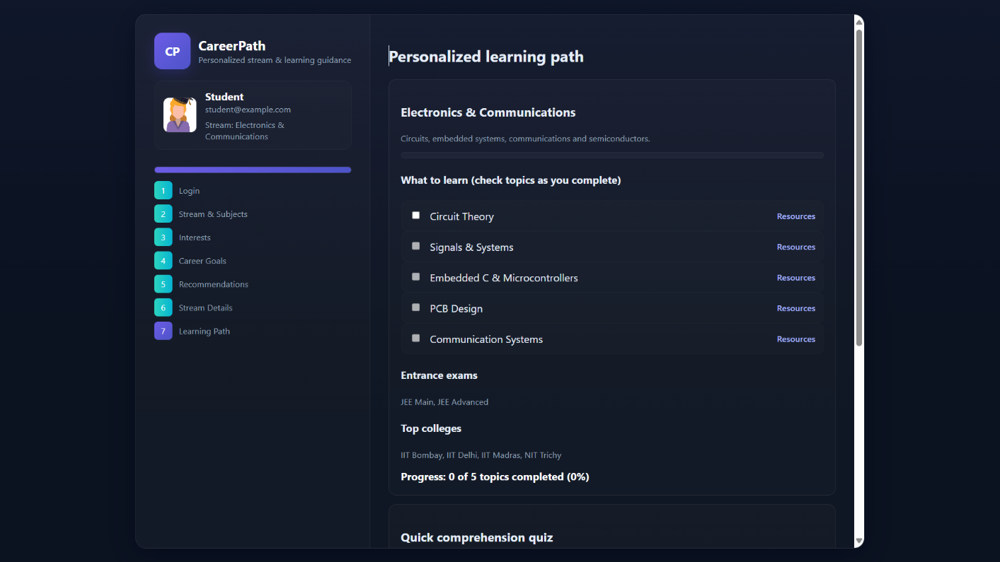 CP
CareerPath
Personalized stream & learning guidance
Student
student@example.com
Stream: Electronics &
Communications
1 Login
2 Stream & Subjects
3 Interests
4 Career Goals
5 Recommendations
6 Stream Details
7 Learning Path
Personalized learning path
Electronics & Communications
Circuits, embedded systems, communications and semiconductors.
What to learn (check topics as you complete)
Circuit Theory Resources
Signals & Systems Resources
Embedded C & Microcontrollers Resources
PCB Design Resources
Communication Systems Resources
Entrance exams
JEE Main, JEE Advanced
Top colleges
IIT Bombay, IIT Delhi, IIT Madras, NIT Trichy
Progress: 0 of 5 topics completed (0%)
Quick comprehension quiz